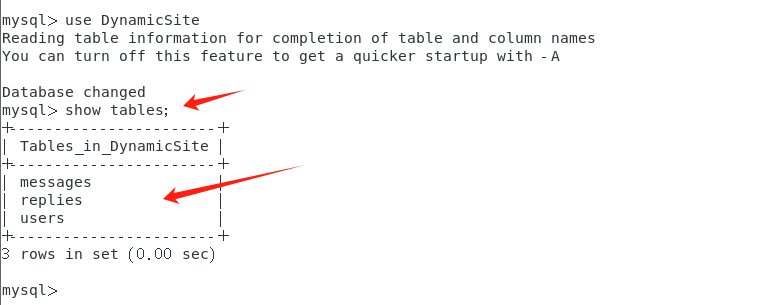 mysql> use DynamicSite
Reading table information for completion of table and column names
You can turn off this feature to get a quicker startup with -A
Database changed
mysql> show tables;
+-----------------------+
| Tables_in_DynamicSite |
+-----------------------+
| messages              |
| replies               |
| users                 |
+-----------------------+
3 rows in set (0.00 sec)
mysql>